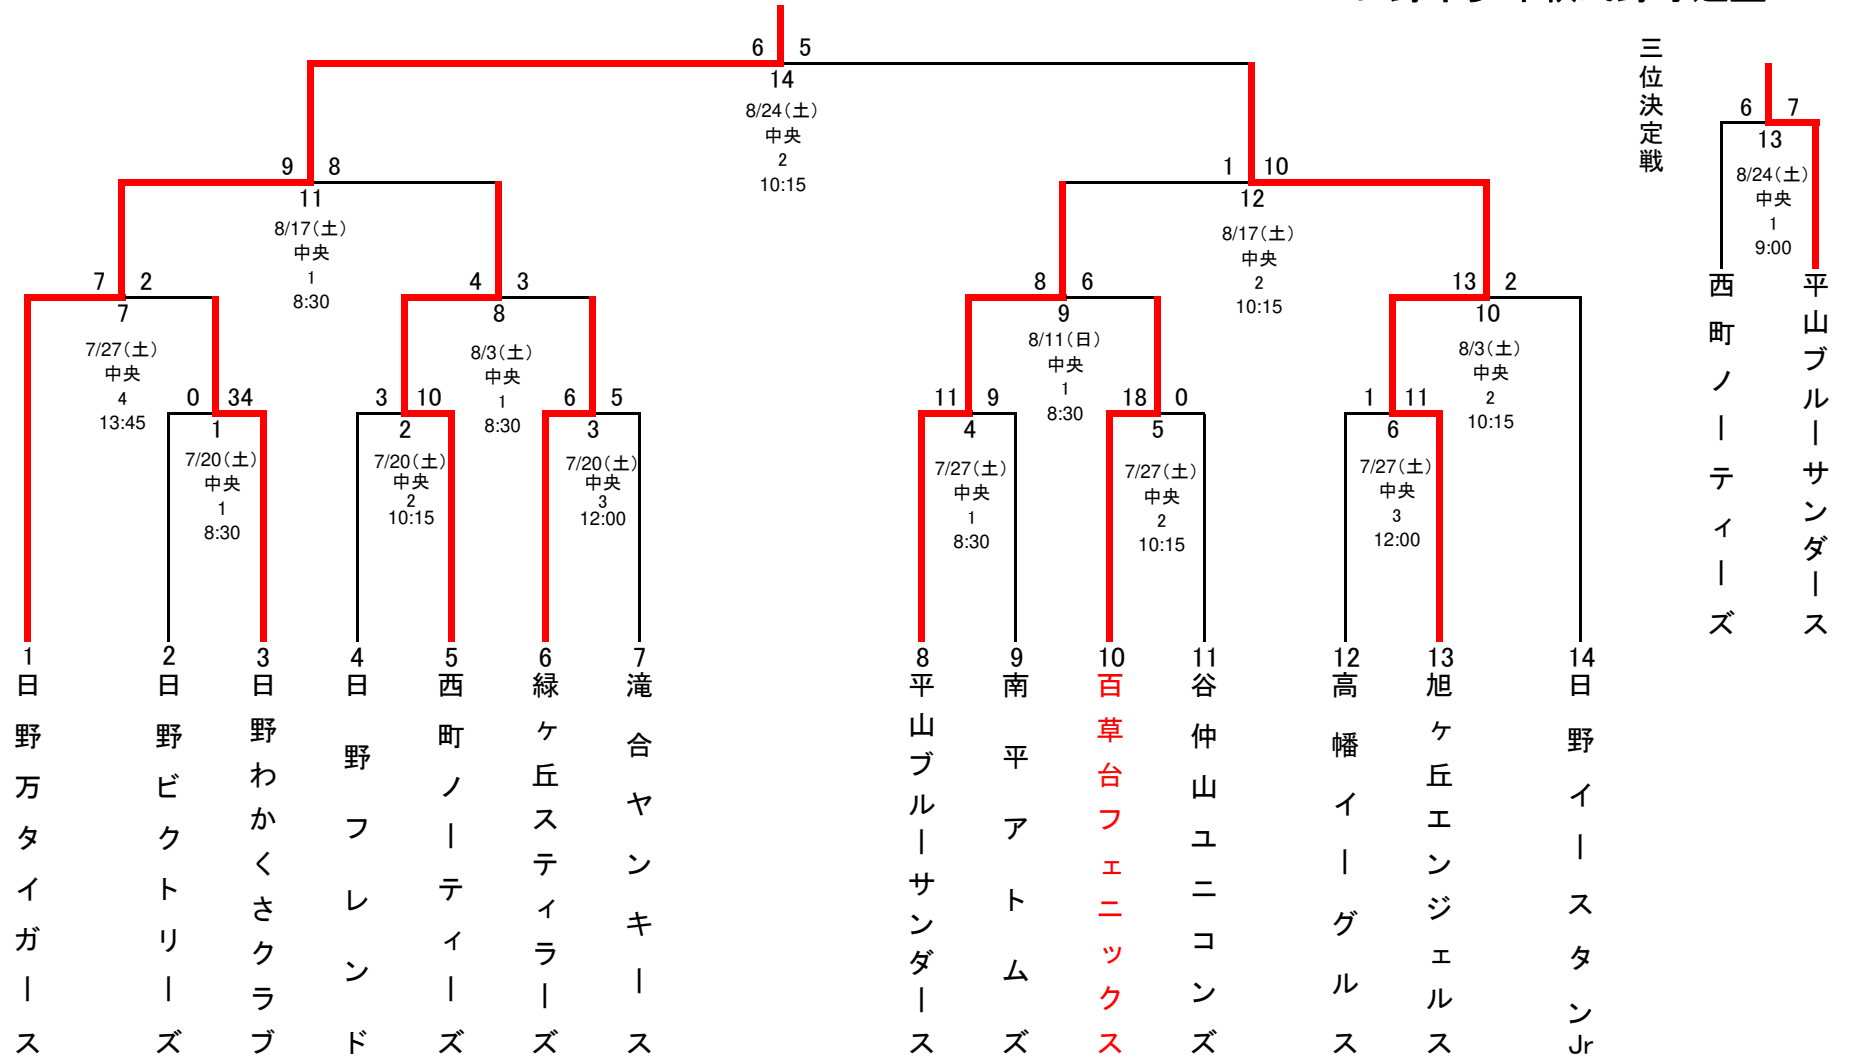 6 5
14
8/24(土)
中央
2
10:15
三位決定戦
6 7
13
8/24(土)
中央
1
9:00
西町ノーティーズ
平山ブルーサンダース
9 8
11
8/17(土)
中央
1
8:30
1 10
12
8/17(土)
中央
2
10:15
7 2
7
7/27(土)
中央
4
13:45
4 3
8
8/3(土)
中央
1
8:30
8 6
9
8/11(日)
中央
1
8:30
13 2
10
8/3(土)
中央
2
10:15
0 34
1
7/20(土)
中央
1
8:30
3 10
2
7/20(土)
中央
2
10:15
6 5
3
7/20(土)
中央
3
12:00
11 9
4
7/27(土)
中央
1
8:30
18 0
5
7/27(土)
中央
2
10:15
1 11
6
7/27(土)
中央
3
12:00
1
日野万タイガース
2
日野ビクトリーズ
3
日野わかくさクラブ
4
日野フレンド
5
西町ノーティーズ
6
緑ヶ丘スティラーズ
7
滝合ヤンキース
8
平山ブルーサンダース
9
南平アトムズ
10
百草台フェニックス
11
谷仲山ユニコンズ
12
高幡イーグルス
13
旭ヶ丘エンジェルス
14
日野イースタンJr